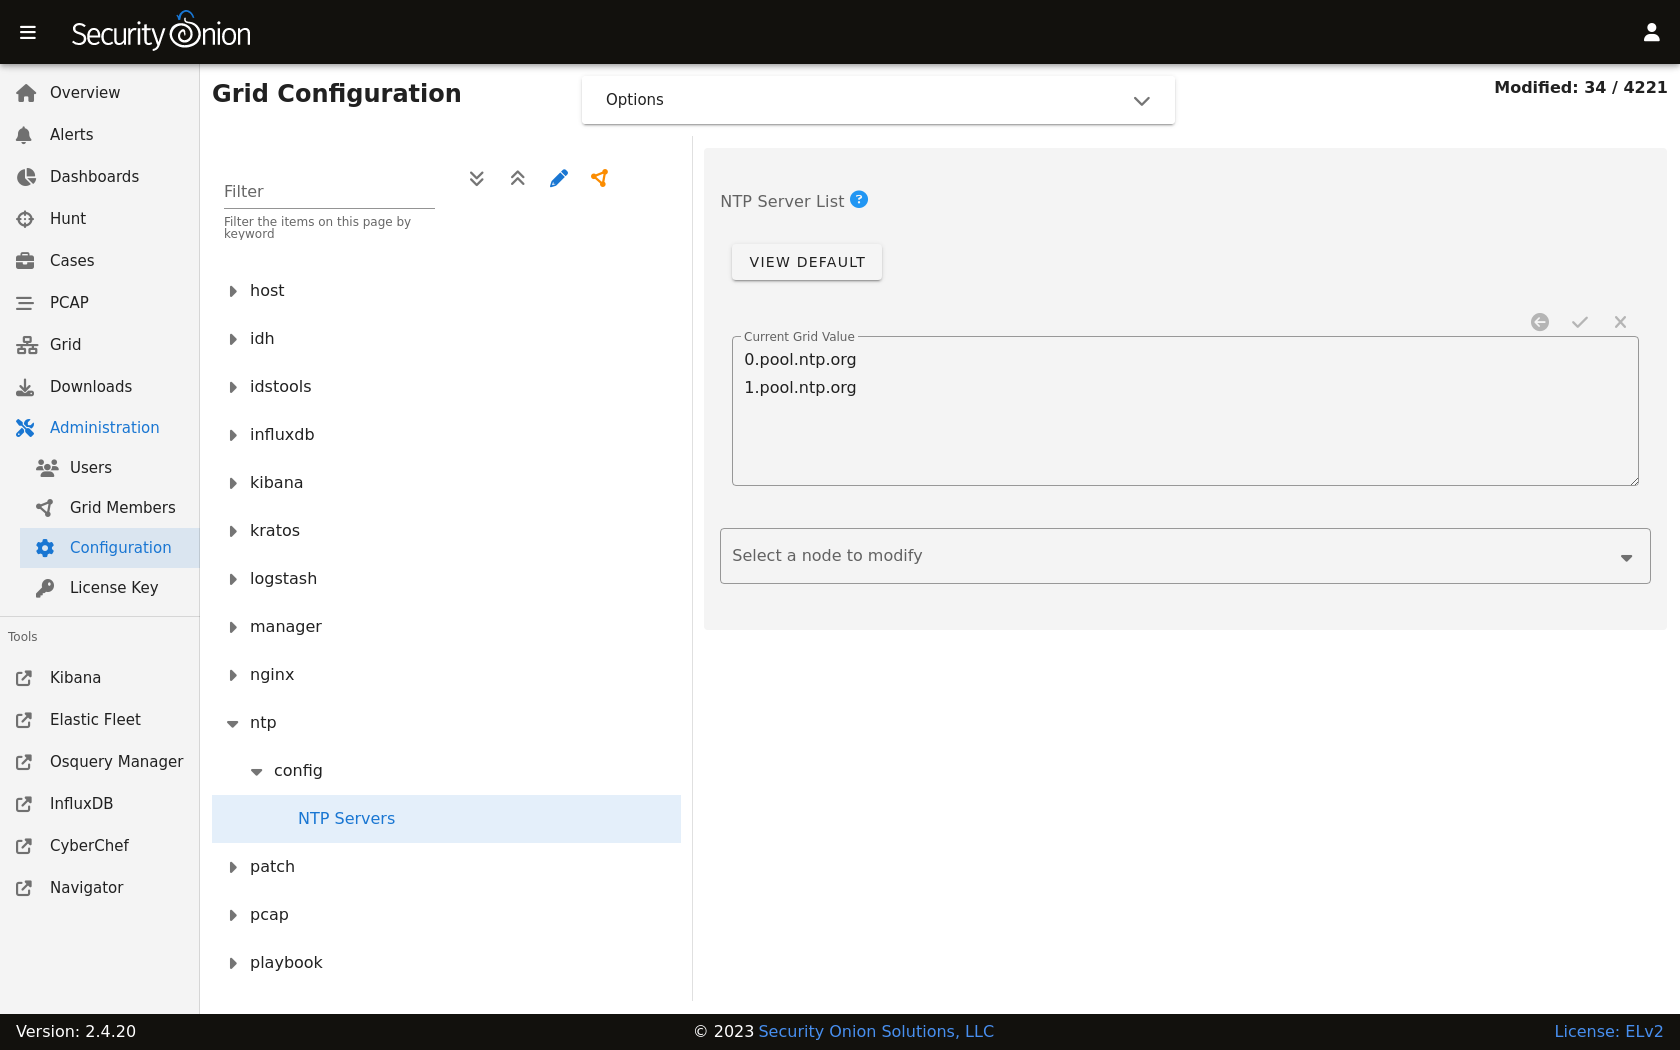 Security Onion
Overview
Alerts
Dashboards
Hunt
Cases
PCAP
Grid
Downloads
Administration
Users
Grid Members
Configuration
License Key
Tools
Kibana
Elastic Fleet
Osquery Manager
InfluxDB
CyberChef
Navigator
Grid Configuration
Options
Modified: 34 / 4221
Filter
Filter the items on this page by
keyword
host
idh
idstools
influxdb
kibana
kratos
logstash
manager
nginx
ntp
config
NTP Servers
patch
pcap
playbook
NTP Server List ?
VIEW DEFAULT
Current Grid Value
0.pool.ntp.org
1.pool.ntp.org
Select a node to modify
Version: 2.4.20
© 2023 Security Onion Solutions, LLC
License: ELv2